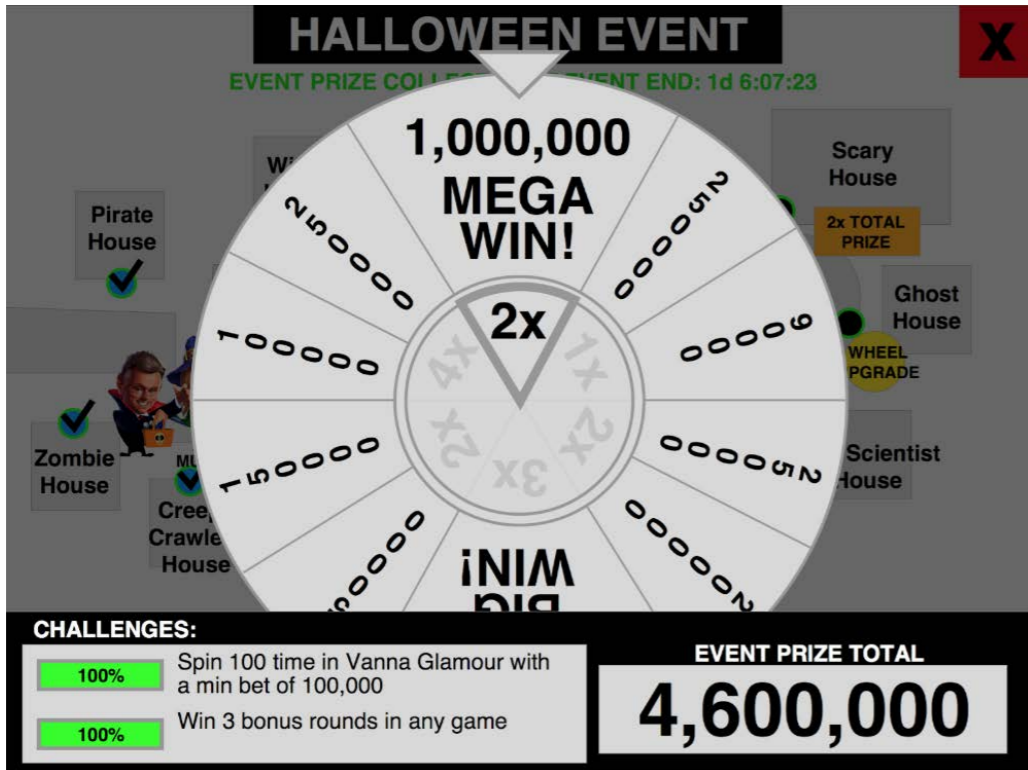 HALLOWEEN EVENT
X
EVENT PRIZE EVENT END: 1d 6:07:23
1,000,000
MEGA
WIN!
250000
250000
100000
90000
150000
250000
2x
1x
2x
3x
2x
4x
BIG
WIN!
Pirate
House
Zombie
House
Crawle
House
Scary
House
2x TOTAL
PRIZE
Ghost
House
WHEEL
PGRADE
Scientist
House
CHALLENGES:
100%
Spin 100 time in Vanna Glamour with
a min bet of 100,000
100%
Win 3 bonus rounds in any game
EVENT PRIZE TOTAL
4,600,000